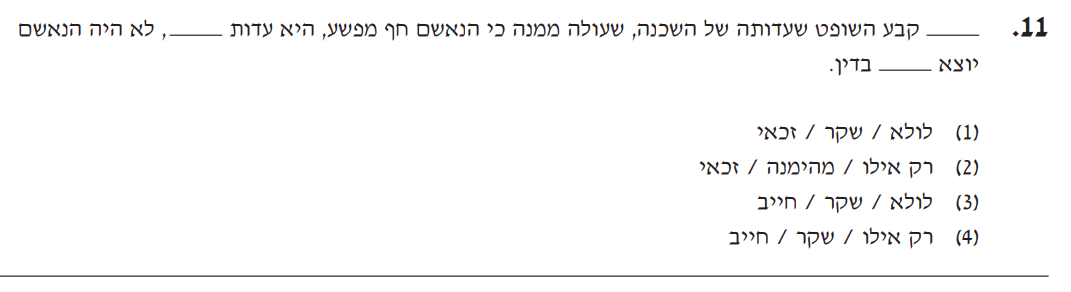 11. _____ קבע השופט שעדותה של השכנה, שעולה ממנה כי הנאשם חף מפשע, היא עדות _____, לא היה הנאשם
יוצא _____ בדין.
(1) לולא / שקר / זכאי
(2) רק אילו / מהימנה / זכאי
(3) לולא / שקר / חייב
(4) רק אילו / שקר / חייב